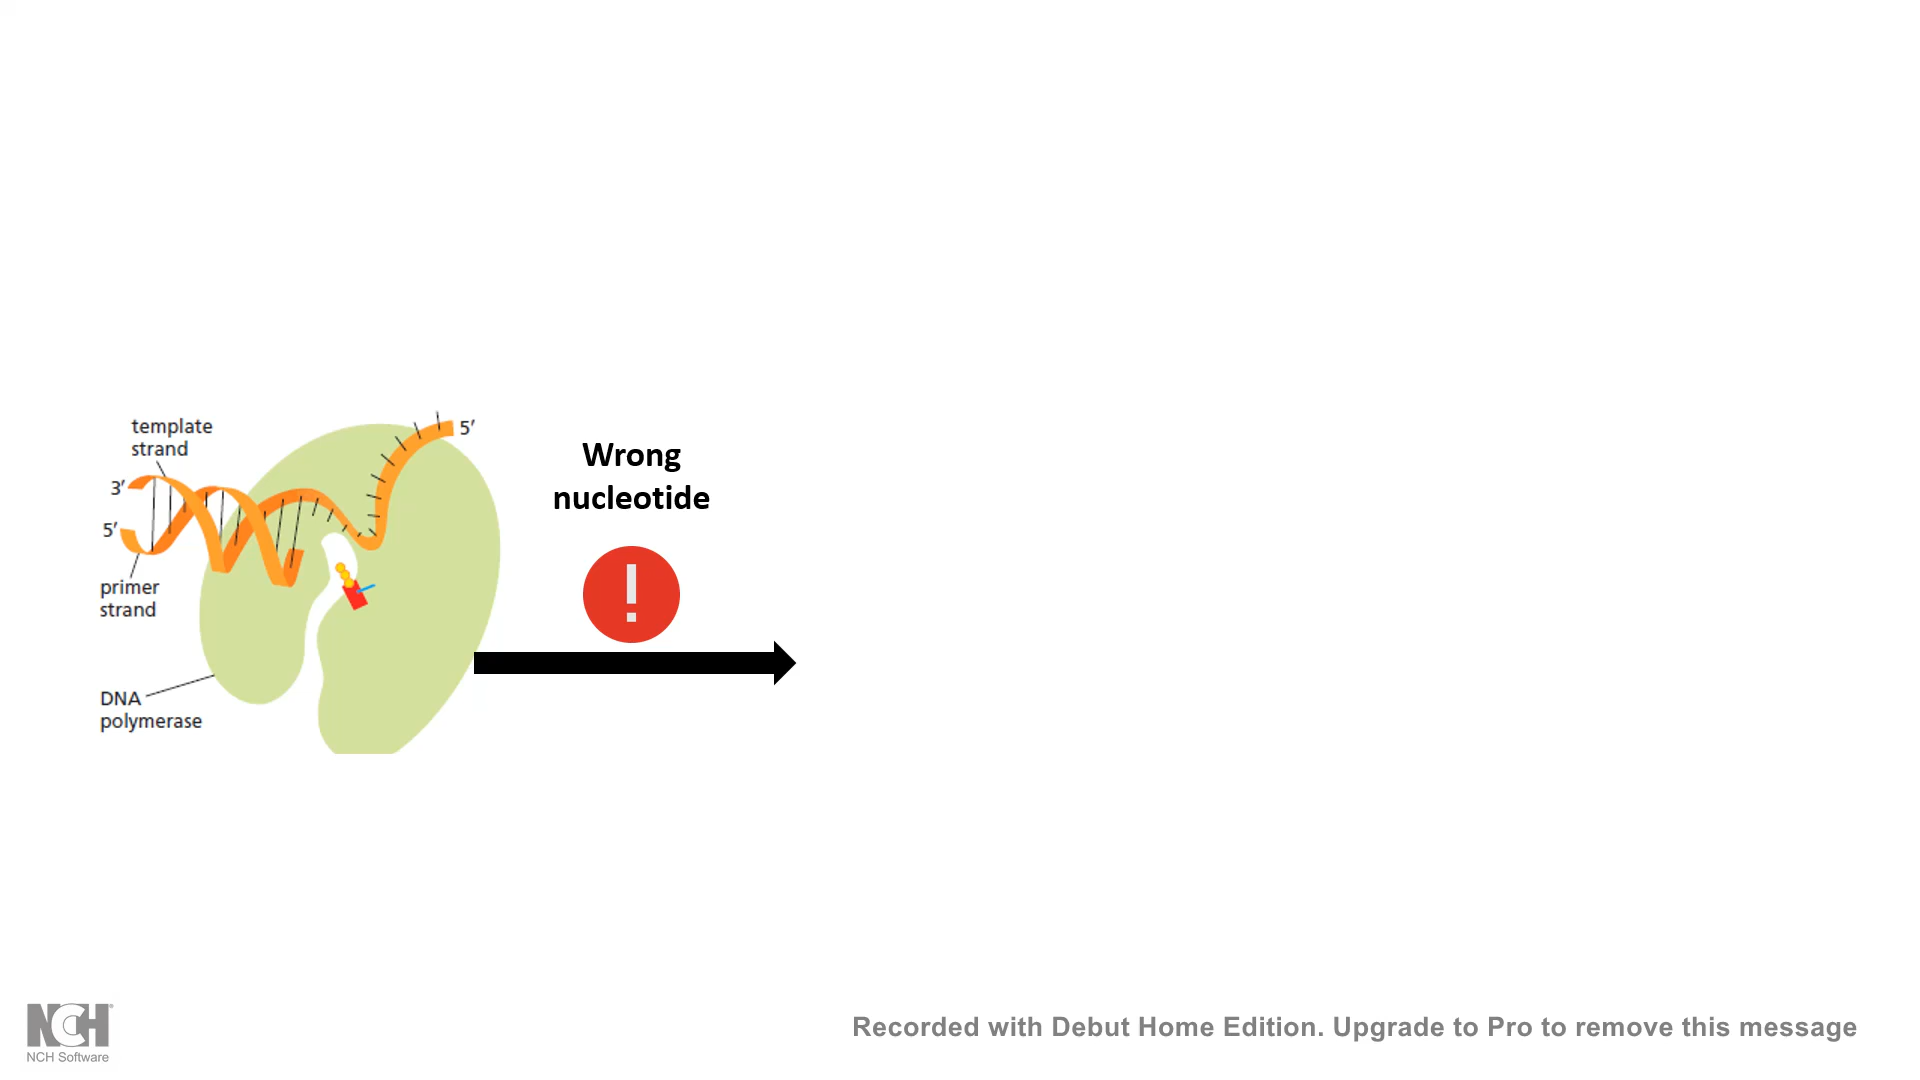 template
strand
5′
3′
5′
primer
strand
DNA
polymerase
Wrong
nucleotide
!
NCH
NCH Software
Recorded with Debut Home Edition. Upgrade to Pro to remove this message